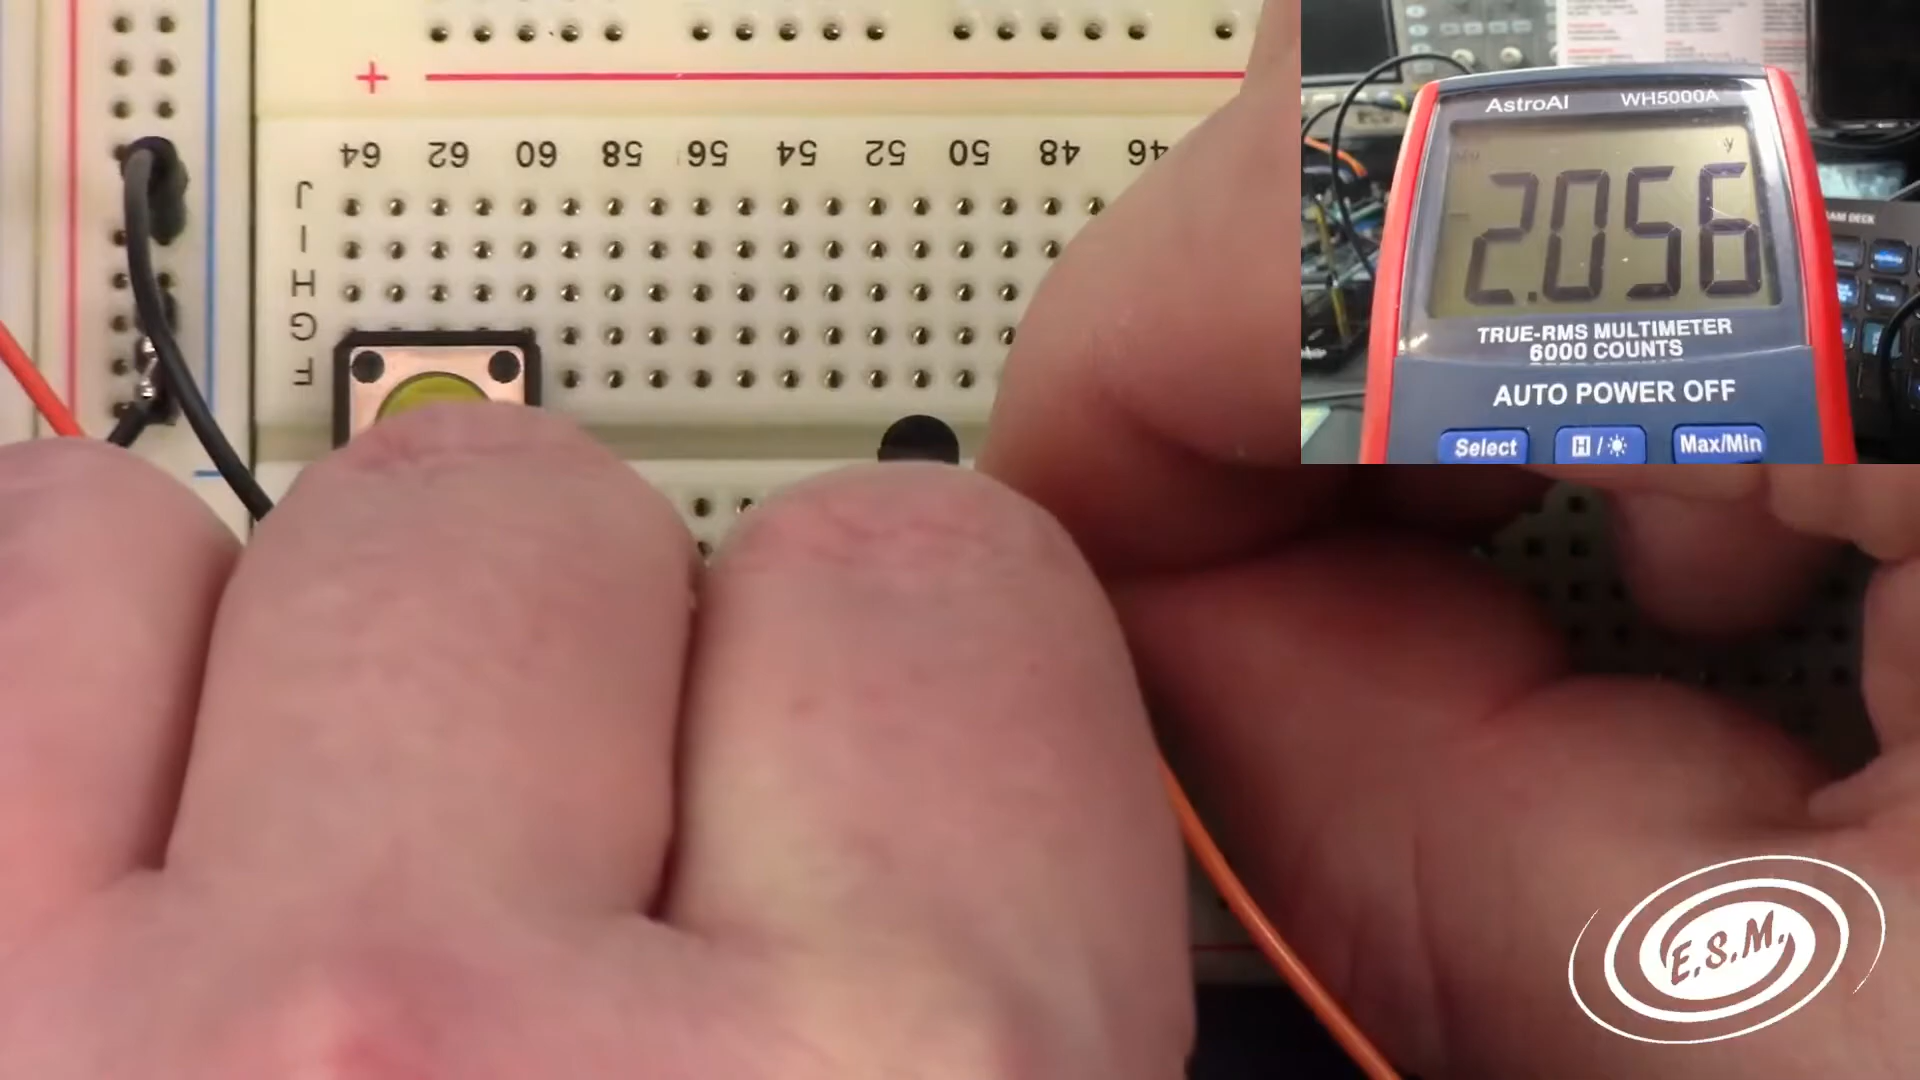 +
64 62 60 58 56 54 52 50 48 46
J
I
H
G
F
AstroAI WH5000A
2.056
TRUE-RMS MULTIMETER
6000 COUNTS
AUTO POWER OFF
Select H/ Max/Min
E.S.M.